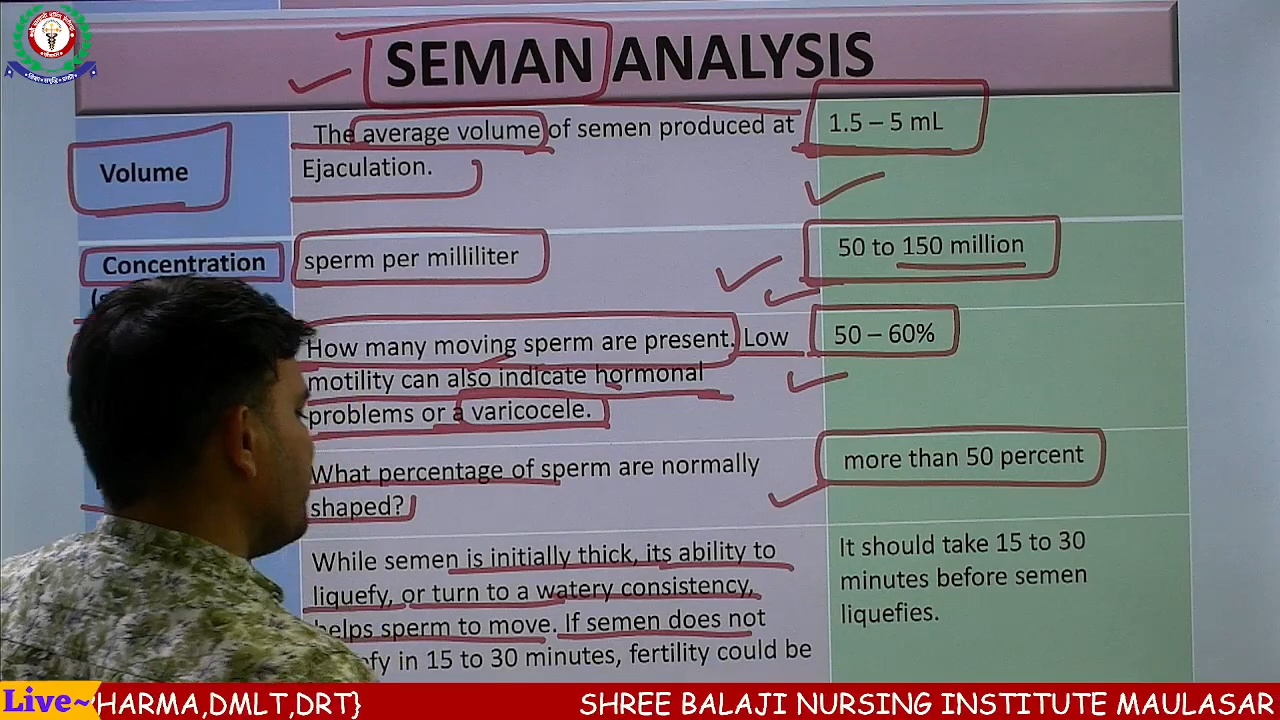 SEMAN ANALYSIS
Volume
The average volume of semen produced at
Ejaculation.
1.5 – 5 mL
Concentration
sperm per milliliter
50 to 150 million
How many moving sperm are present. Low
motility can also indicate hormonal
problems or a varicocele.
50 – 60%
What percentage of sperm are normally
shaped?
more than 50 percent
While semen is initially thick, its ability to
liquefy, or turn to a watery consistency,
helps sperm to move. If semen does not
in 15 to 30 minutes, fertility could be
It should take 15 to 30
minutes before semen
liquefies.
Live~
HARMA,DMLT,DRT}
SHREE BALAJI NURSING INSTITUTE MAULASAR